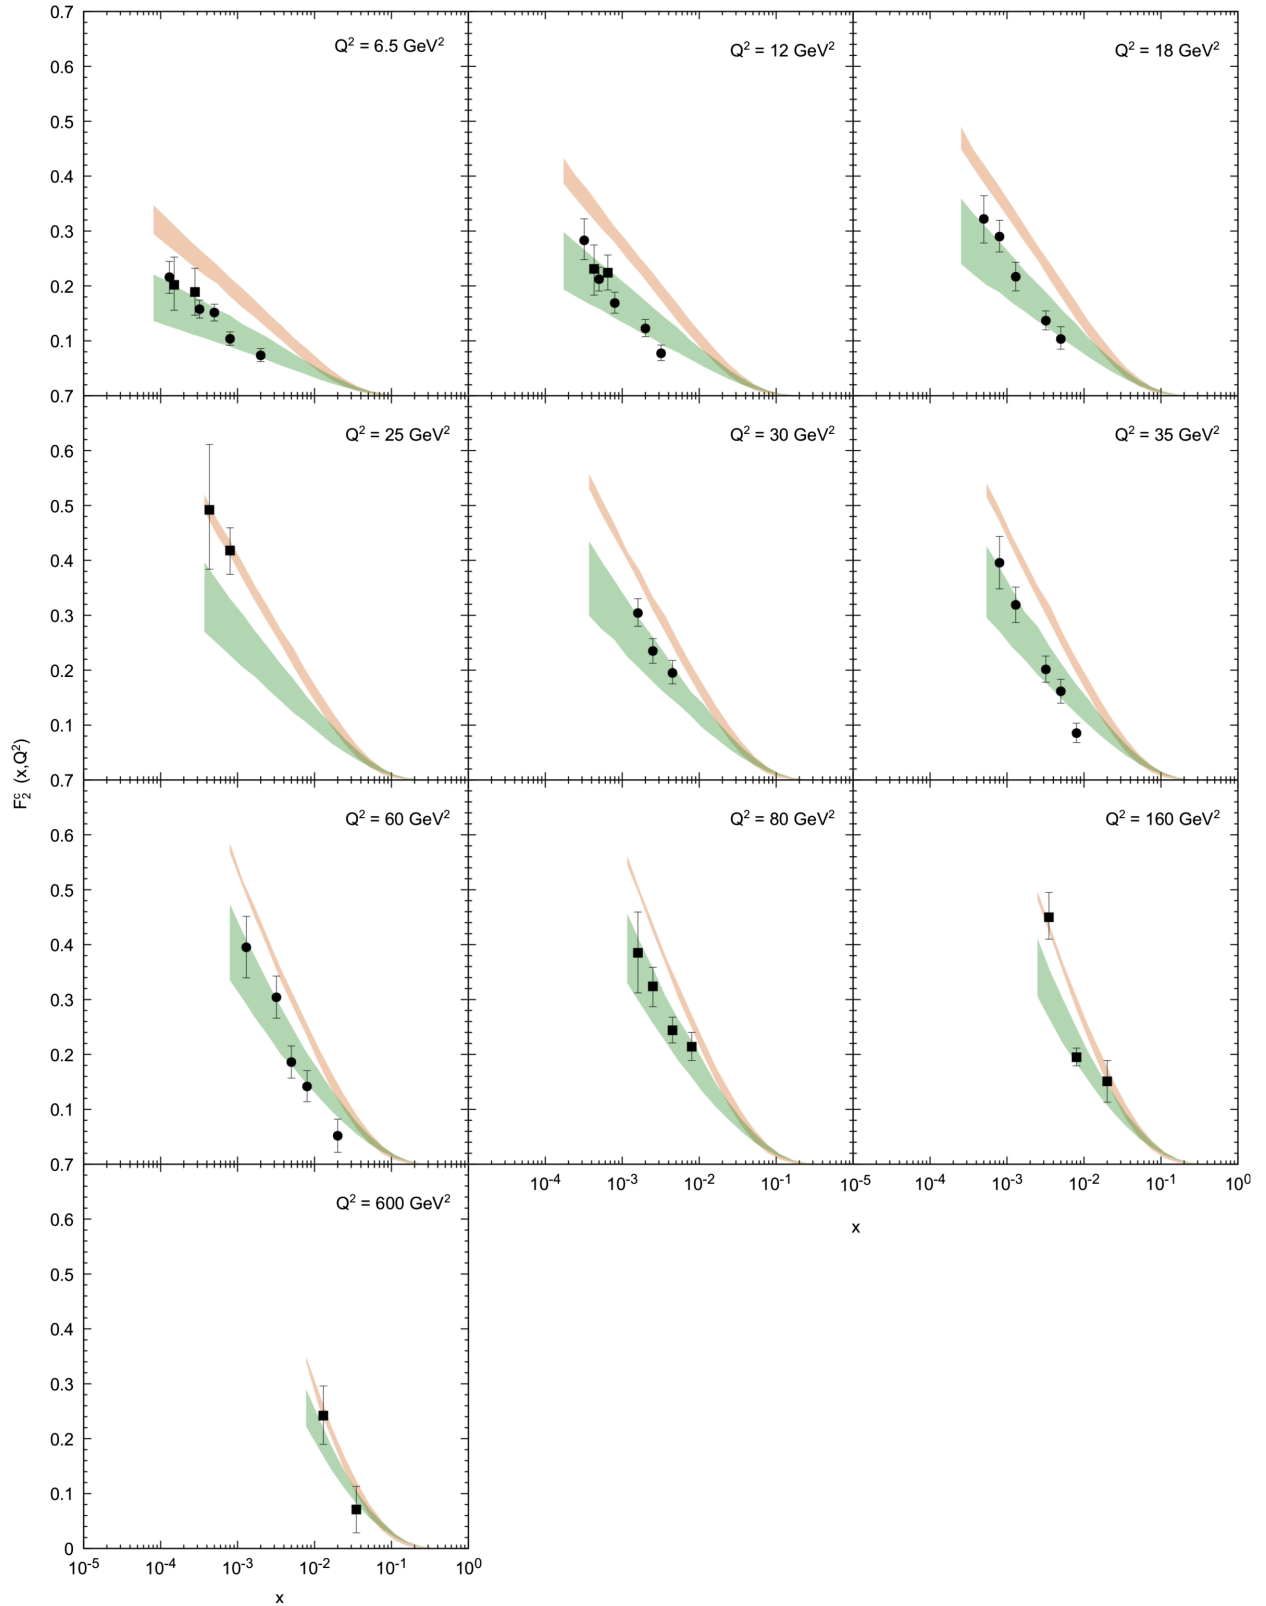 0.7
Q² = 6.5 GeV²
Q² = 12 GeV²
Q² = 18 GeV²
0.6
0.5
0.4
0.3
0.2
0.1
0.7
Q² = 25 GeV²
Q² = 30 GeV²
Q² = 35 GeV²
0.6
0.5
0.4
0.3
0.2
0.1
F₂ᶜ (x,Q²)
0.7
Q² = 60 GeV²
Q² = 80 GeV²
Q² = 160 GeV²
0.6
0.5
0.4
0.3
0.2
0.1
0.7
10⁻⁴ 10⁻³ 10⁻² 10⁻¹ 10⁻⁵ 10⁻⁴ 10⁻³ 10⁻² 10⁻¹ 10⁰
x
Q² = 600 GeV²
0.6
0.5
0.4
0.3
0.2
0.1
0
10⁻⁵ 10⁻⁴ 10⁻³ 10⁻² 10⁻¹ 10⁰
x